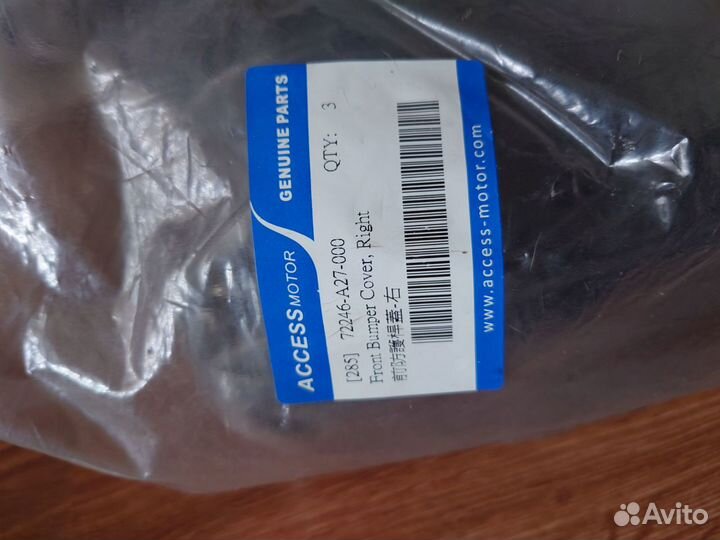 ACCESS MOTOR GENUINE PARTS
[285] 72246-A27-000 QTY: 3
Front Bumper Cover, Right
前防護桿蓋-右
www.access-motor.com
Avito